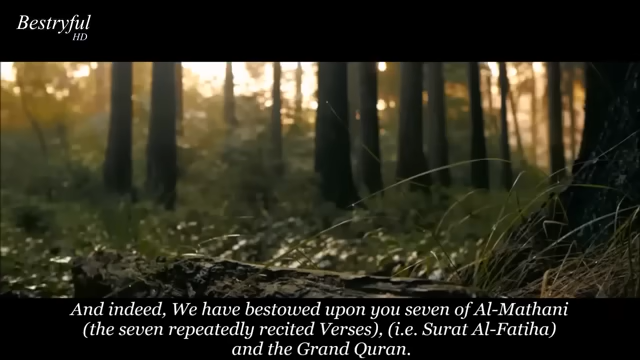 Bestryful
HD
And indeed, We have bestowed upon you seven of Al-Mathani
(the seven repeatedly recited Verses), (i.e. Surat Al-Fatiha)
and the Grand Quran.